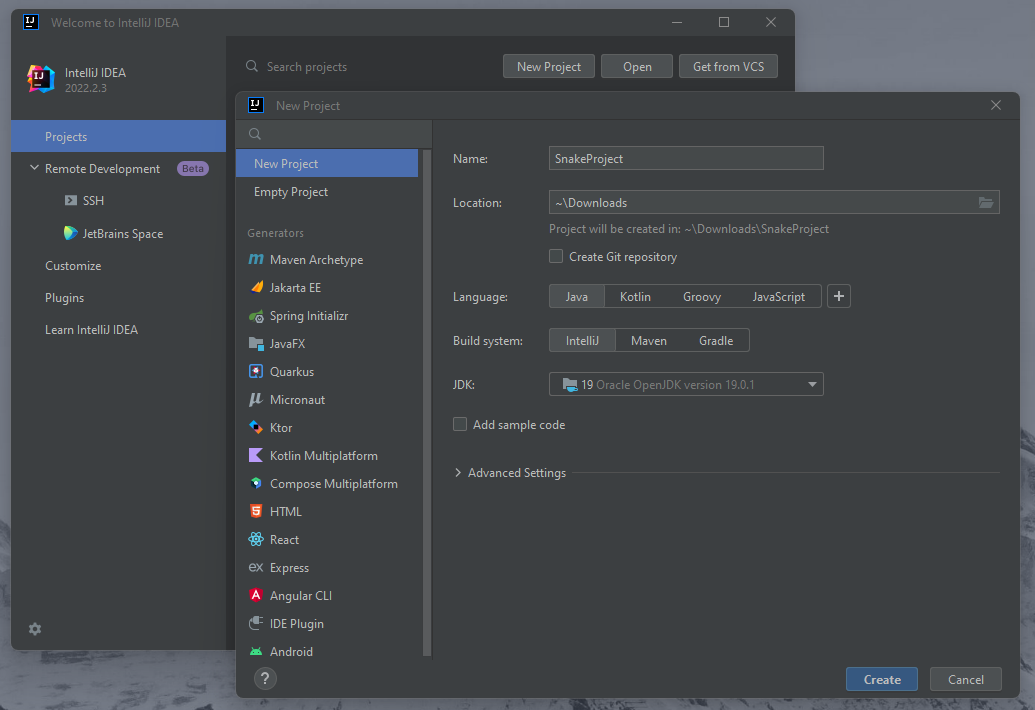 Welcome to IntelliJ IDEA
IntelliJ IDEA
2022.2.3
Search projects
New Project
Open
Get from VCS
Projects
Remote Development
Beta
SSH
JetBrains Space
Customize
Plugins
Learn IntelliJ IDEA
New Project
New Project
Empty Project
Generators
Maven Archetype
Jakarta EE
Spring Initializr
JavaFX
Quarkus
Micronaut
Ktor
Kotlin Multiplatform
Compose Multiplatform
HTML
React
Express
Angular CLI
IDE Plugin
Android
Name:
SnakeProject
Location:
~\Downloads
Project will be created in: ~\Downloads\SnakeProject
Create Git repository
Language:
Java
Kotlin
Groovy
JavaScript
+
Build system:
IntelliJ
Maven
Gradle
JDK:
19 Oracle OpenJDK version 19.0.1
Add sample code
Advanced Settings
?
Create
Cancel